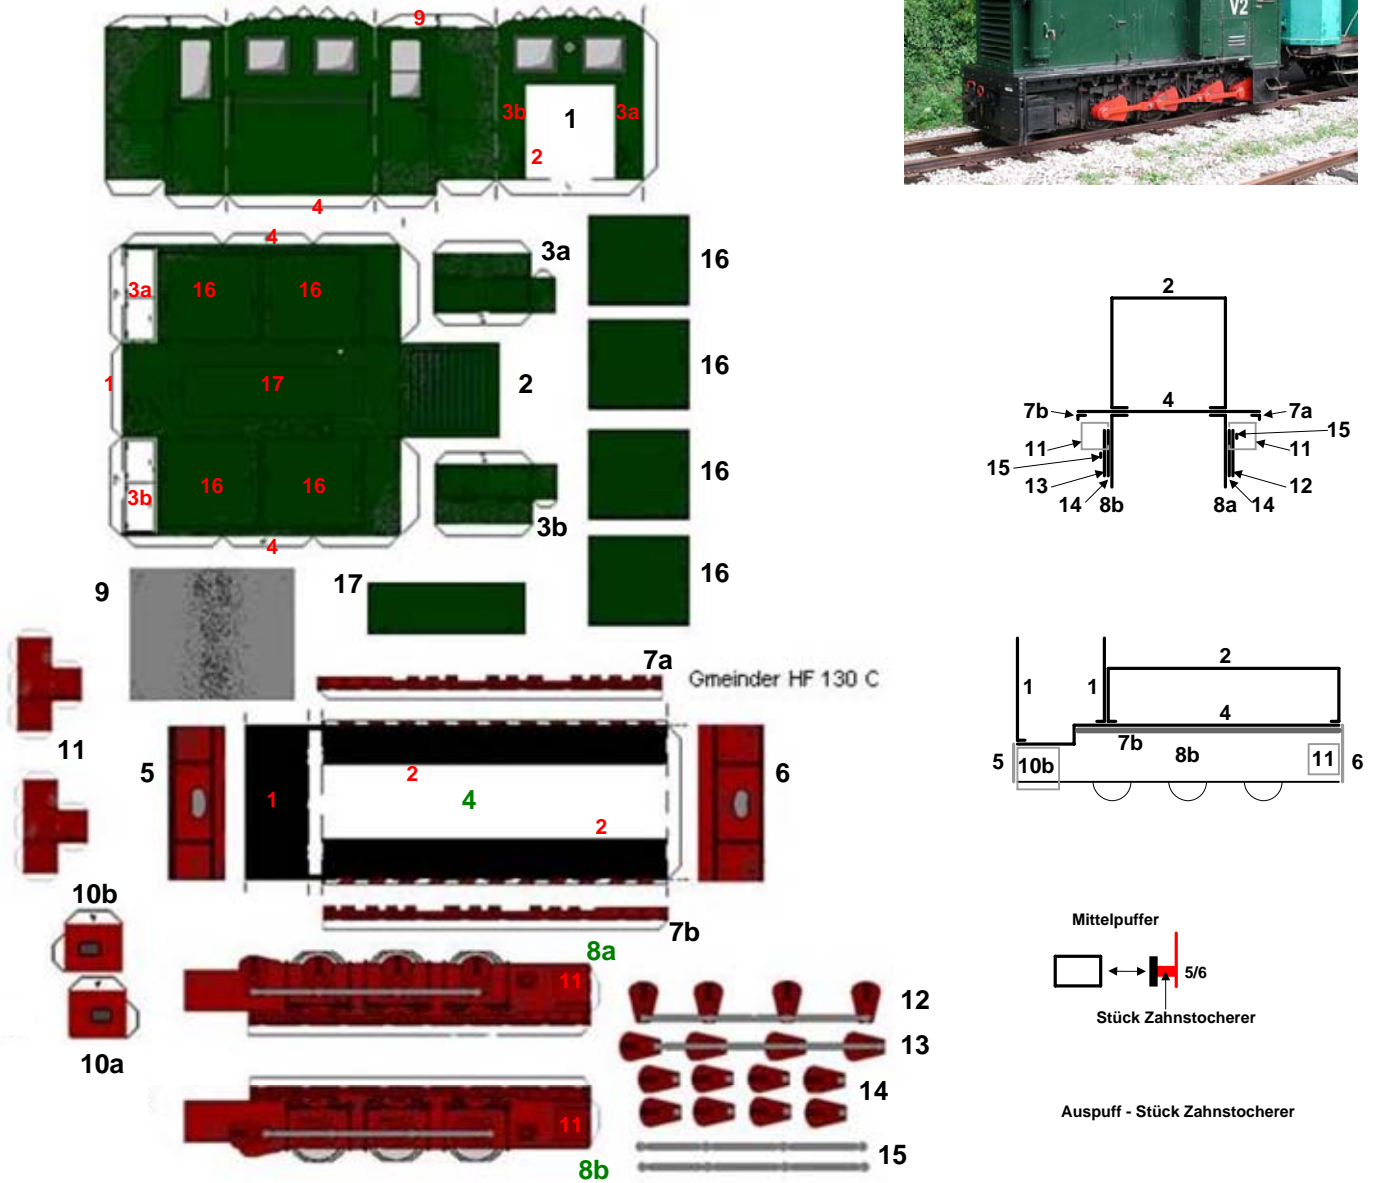 9
V2
3b
1
3a
2
4
4
3a
16
16
3a
16
1
17
2
16
3b
16
16
16
3b
4
16
9
17
7a
Gmeinder HF 130 C
11
5
1
2
4
2
6
10b
7b
8a
11
10a
12
13
14
11
8b
15
2
4
7b
7a
11
15
15
11
13
12
14
8b
8a
14
2
1
1
4
7b
8b
5
10b
11
6
Mittelpuffer
5/6
Stück Zahnstocherer
Auspuff - Stück Zahnstocherer